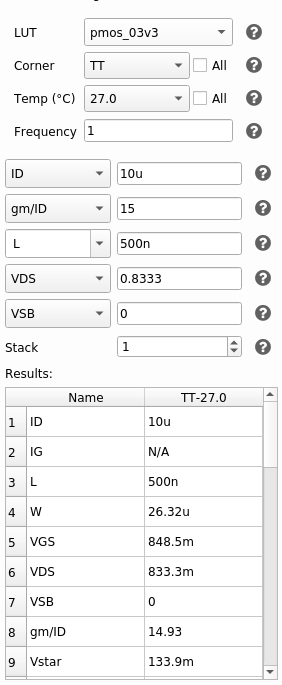 LUT pmos_03v3 ?
Corner TT All ?
Temp (°C) 27.0 All ?
Frequency 1 ?
ID 10u ?
gm/ID 15 ?
L 500n ?
VDS 0.8333 ?
VSB 0 ?
Stack 1 ?
Results:
Name TT-27.0
1 ID 10u
2 IG N/A
3 L 500n
4 W 26.32u
5 VGS 848.5m
6 VDS 833.3m
7 VSB 0
8 gm/ID 14.93
9 Vstar 133.9m